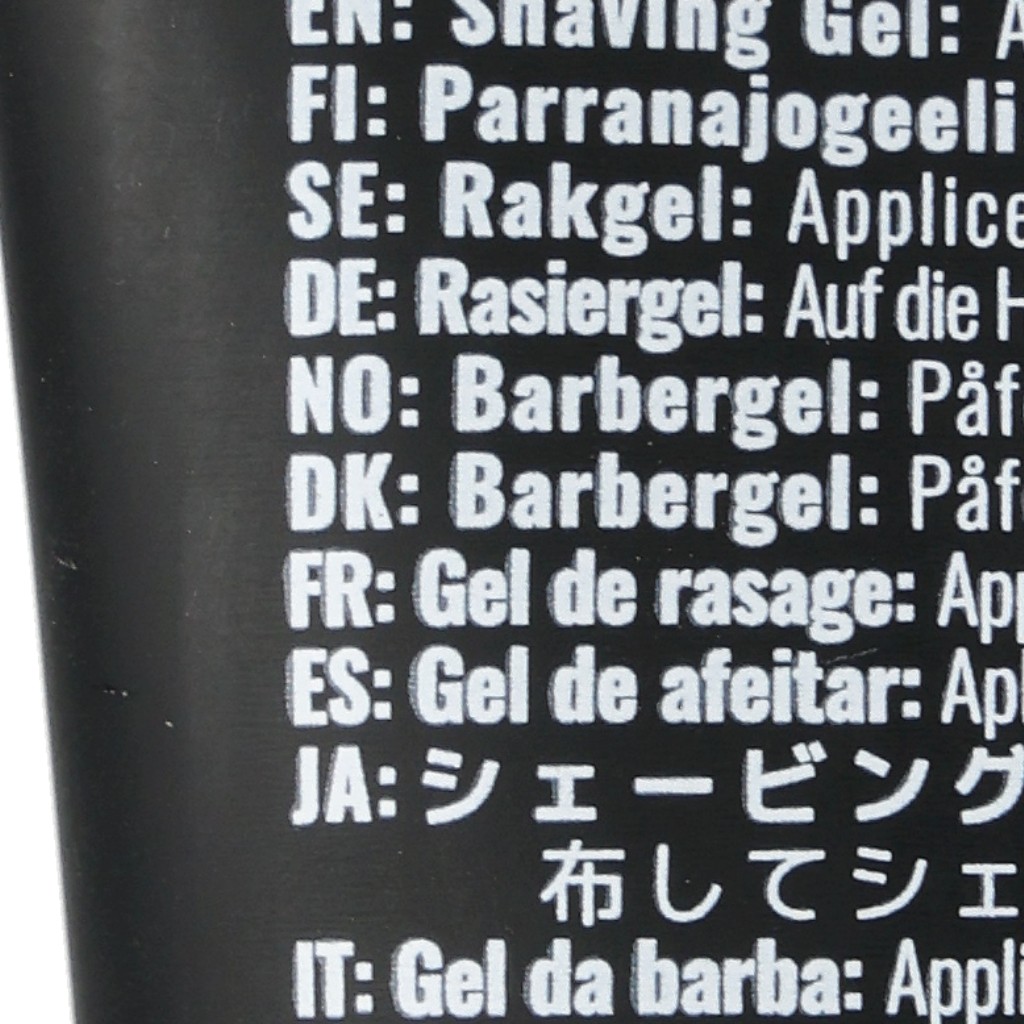 EN: Shaving Gel: A
FI: Parranajogeeli
SE: Rakgel: Applice
DE: Rasiergel: Auf die H
NO: Barbergel: Påf
DK: Barbergel: Påf
FR: Gel de rasage: App
ES: Gel de afeitar: Apl
JA: シェービング
布してシェ
IT: Gel da barba: Appli